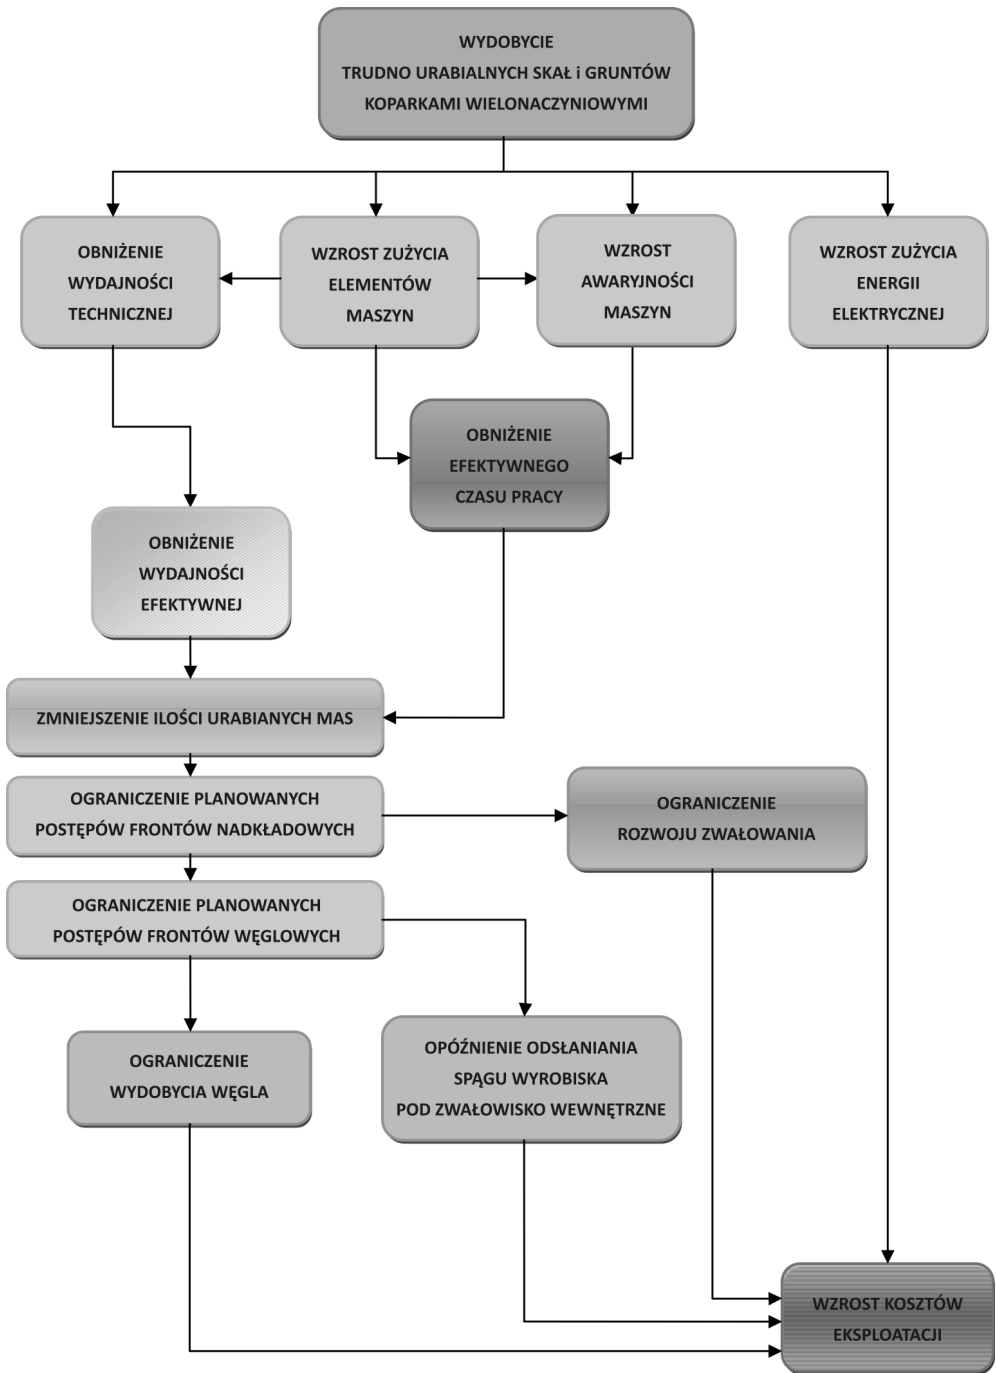 WYDOBYCIE
TRUDNO URABIALNYCH SKAŁ i GRUNTÓW
KOPARKAMI WIELONACZYNIOWYMI
OBNIŻENIE
WYDAJNOŚCI
TECHNICZNEJ
WZROST ZUŻYCIA
ELEMENTÓW
MASZYN
WZROST
AWARYJNOŚCI
MASZYN
WZROST ZUŻYCIA
ENERGII
ELEKTRYCZNEJ
OBNIŻENIE
EFEKTYWNEGO
CZASU PRACY
OBNIŻENIE
WYDAJNOŚCI
EFEKTYWNEJ
ZMNIEJSZENIE ILOŚCI URABIANYCH MAS
OGRANICZENIE PLANOWANYCH
POSTĘPÓW FRONTÓW NADKŁADOWYCH
OGRANICZENIE
ROZWOJU ZWAŁOWANIA
OGRANICZENIE PLANOWANYCH
POSTĘPÓW FRONTÓW WĘGLOWYCH
OGRANICZENIE
WYDOBYCIA WĘGLA
OPÓŹNIENIE ODSŁANIANIA
SPĄGU WYROBISKA
POD ZWAŁOWISKO WEWNĘTRZNE
WZROST KOSZTÓW
EKSPLOATACJI